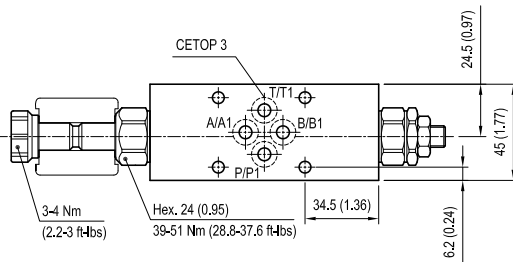 CETOP 3
T/T1
A/A1
B/B1
P/P1
24.5 (0.97)
45 (1.77)
6.2 (0.24)
34.5 (1.36)
3-4 Nm
(2.2-3 ft-lbs)
Hex. 24 (0.95)
39-51 Nm (28.8-37.6 ft-lbs)